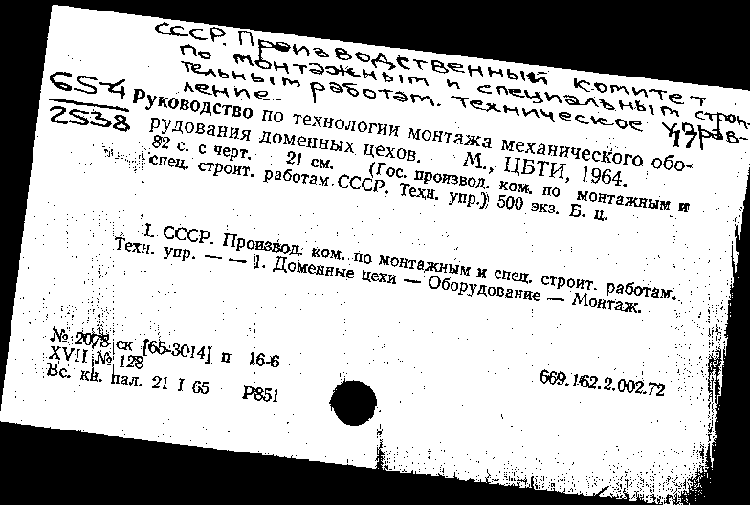 СССР. Производственный комитет
по монтажным и специальным строи-
тельным работам. Техническое управ-
ление
65-4
2538
17
Руководство по технологии монтажа механического обо-
рудования доменных цехов. М., ЦБТИ, 1964.
82 с. с черт. 21 см. (Гос. производ. ком. по монтажным и
спец. строит. работам СССР. Техн. упр.) 500 экз. Б. ц.
I. СССР. Производ. ком. по монтажным и спец. строит. работам.
Техн. упр. — — 1. Доменные цехи — Оборудование — Монтаж.
№ 2078 ск [65-3014] п 16-6
XVII № 128
Вс. кн. пал. 21 I 65 Р851
669.162.2.002.72